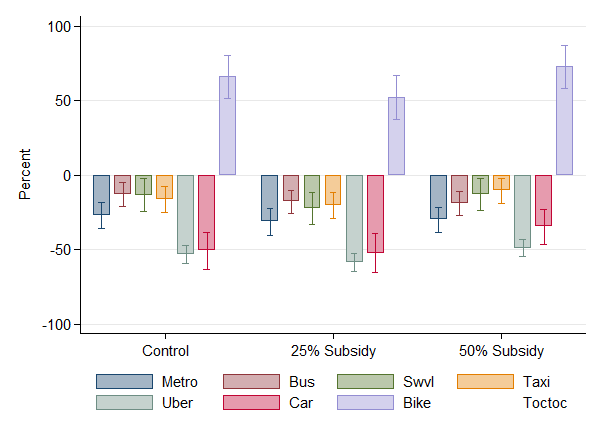 100
50
0
-50
-100
Percent
Control 25% Subsidy 50% Subsidy
Metro Bus Swvl Taxi
Uber Car Bike Toctoc